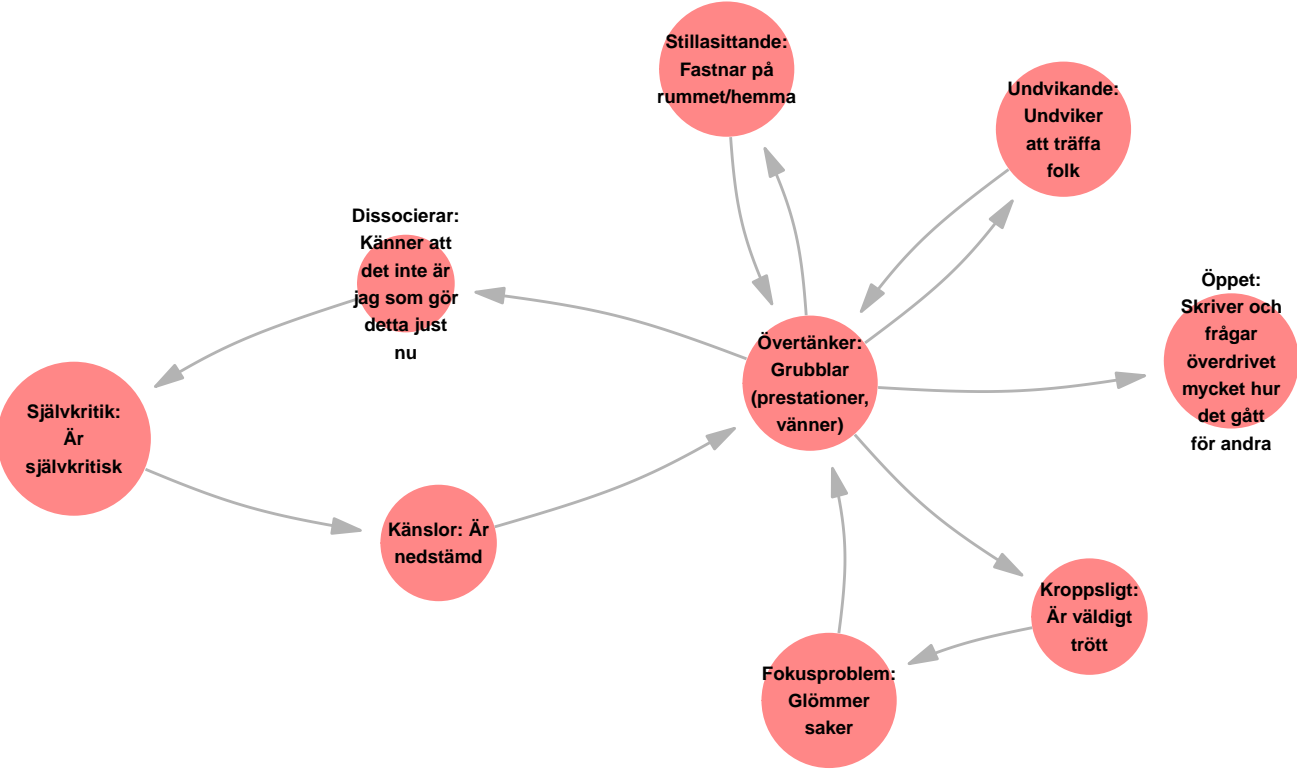 Stillasittande:
Fastnar på
rummet/hemma
Undvikande:
Undviker
att träffa
folk
Dissocierar:
Känner att
det inte är
jag som gör
detta just
nu
Öppet:
Skriver och
frågar
överdrivet
mycket hur
det gått
för andra
Övertänker:
Grubblar
(prestationer,
vänner)
Självkritik:
Är
självkritisk
Känslor: Är
nedstämd
Kroppsligt:
Är väldigt
trött
Fokusproblem:
Glömmer
saker